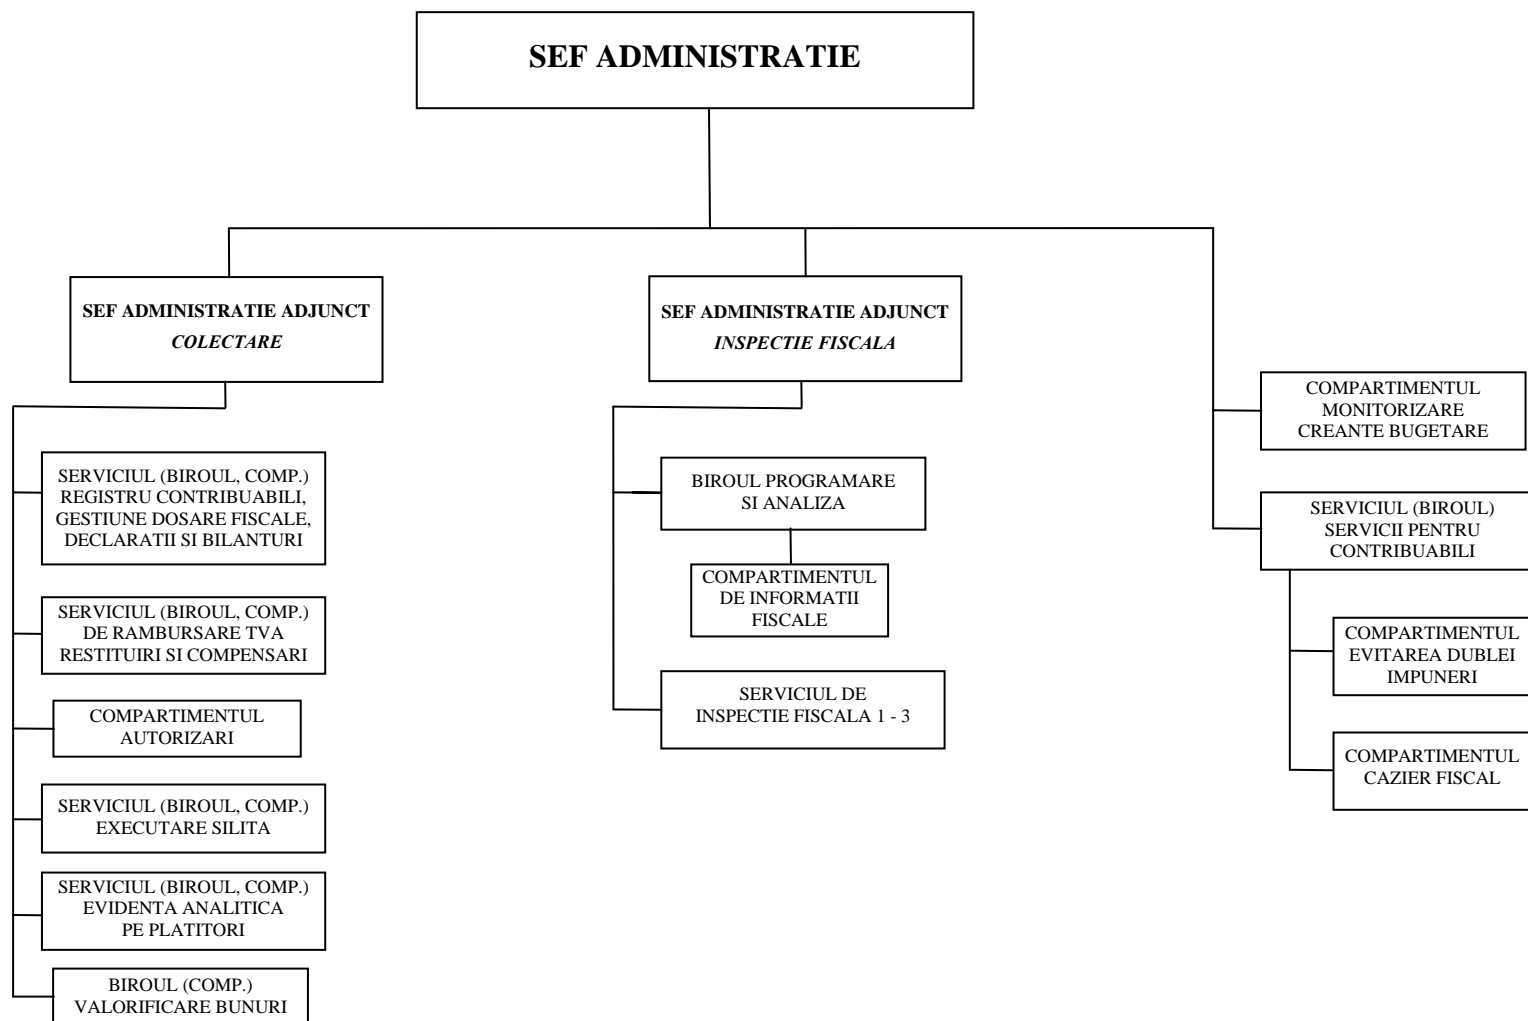 SEF ADMINISTRATIE
SEF ADMINISTRATIE ADJUNCT
COLECTARE
SERVICIUL (BIROUL, COMP.)
REGISTRU CONTRIBUABILI,
GESTIUNE DOSARE FISCALE,
DECLARATII SI BILANTURI
SERVICIUL (BIROUL, COMP.)
DE RAMBURSARE TVA
RESTITUIRI SI COMPENSARI
COMPARTIMENTUL
AUTORIZARI
SERVICIUL (BIROUL, COMP.)
EXECUTARE SILITA
SERVICIUL (BIROUL, COMP.)
EVIDENTA ANALITICA
PE PLATITORI
BIROUL (COMP.)
VALORIFICARE BUNURI
SEF ADMINISTRATIE ADJUNCT
INSPECTIE FISCALA
BIROUL PROGRAMARE
SI ANALIZA
COMPARTIMENTUL
DE INFORMATII
FISCALE
SERVICIUL DE
INSPECTIE FISCALA 1 - 3
COMPARTIMENTUL
MONITORIZARE
CREANTE BUGETARE
SERVICIUL (BIROUL)
SERVICII PENTRU
CONTRIBUABILI
COMPARTIMENTUL
EVITAREA DUBLEI
IMPUNERI
COMPARTIMENTUL
CAZIER FISCAL